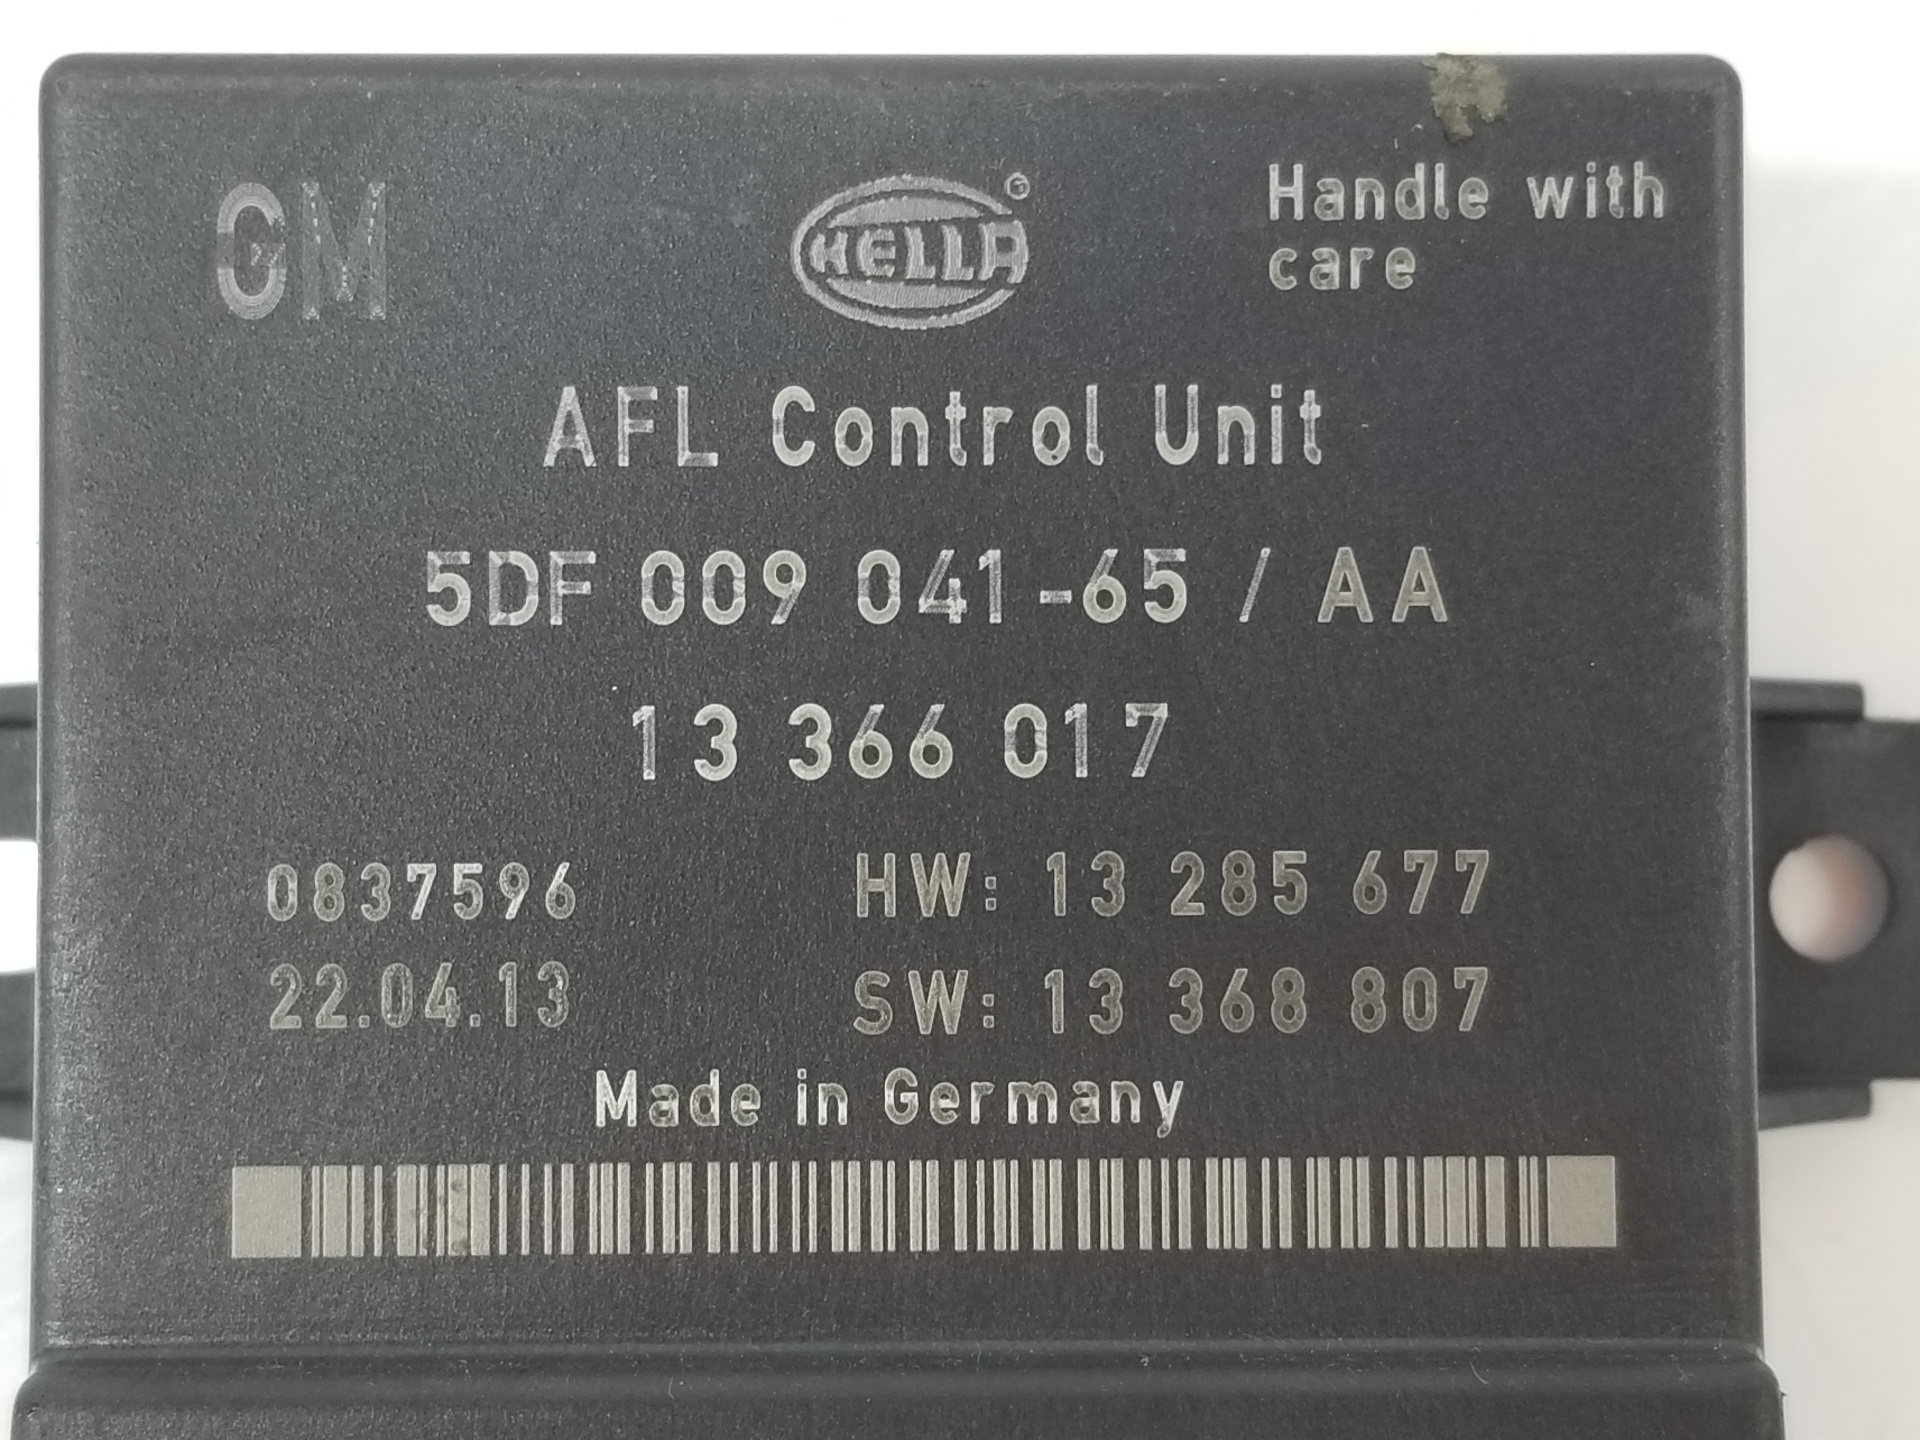 GM
HELLA®
Handle with
care
AFL Control Unit
5DF 009 041-65 / AA
13 366 017
0837596
HW: 13 285 677
22.04.13
SW: 13 368 807
Made in Germany